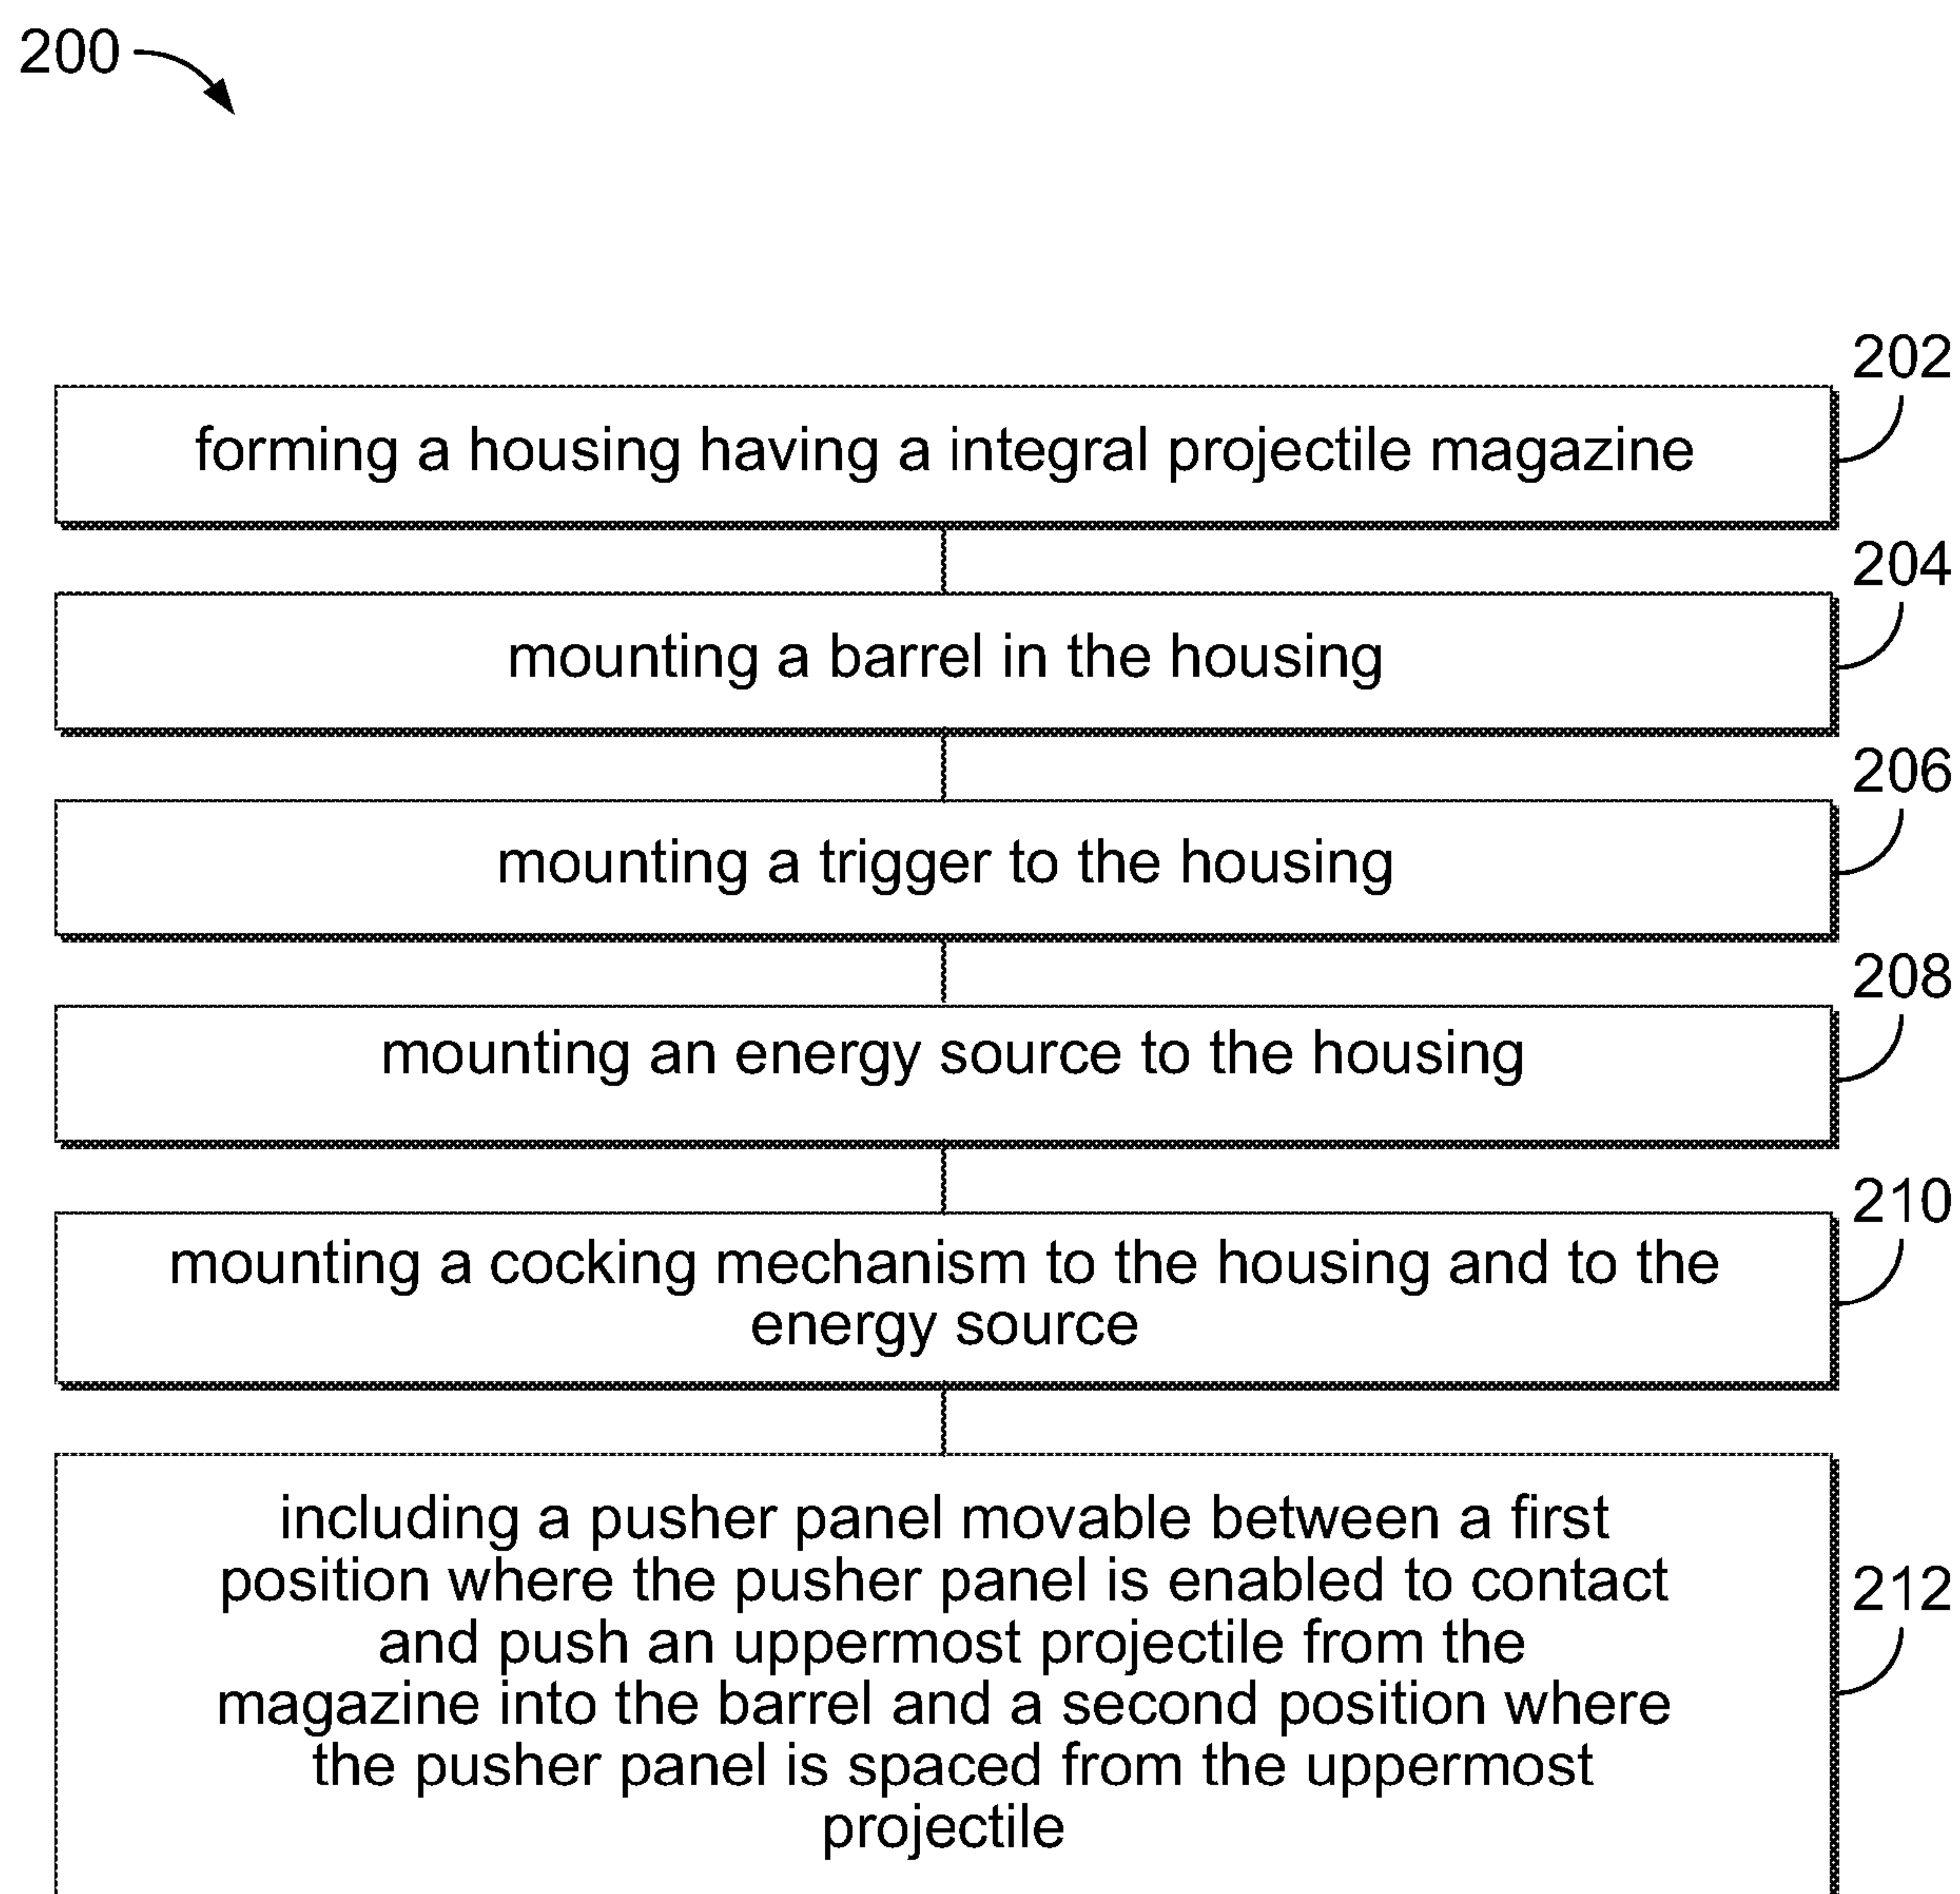 200
202
forming a housing having a integral projectile magazine
204
mounting a barrel in the housing
206
mounting a trigger to the housing
208
mounting an energy source to the housing
210
mounting a cocking mechanism to the housing and to the
energy source
including a pusher panel movable between a first
position where the pusher panel is enabled to contact
212
and push an uppermost projectile from the
magazine into the barrel and a second position where
the pusher panel is spaced from the uppermost
projectile